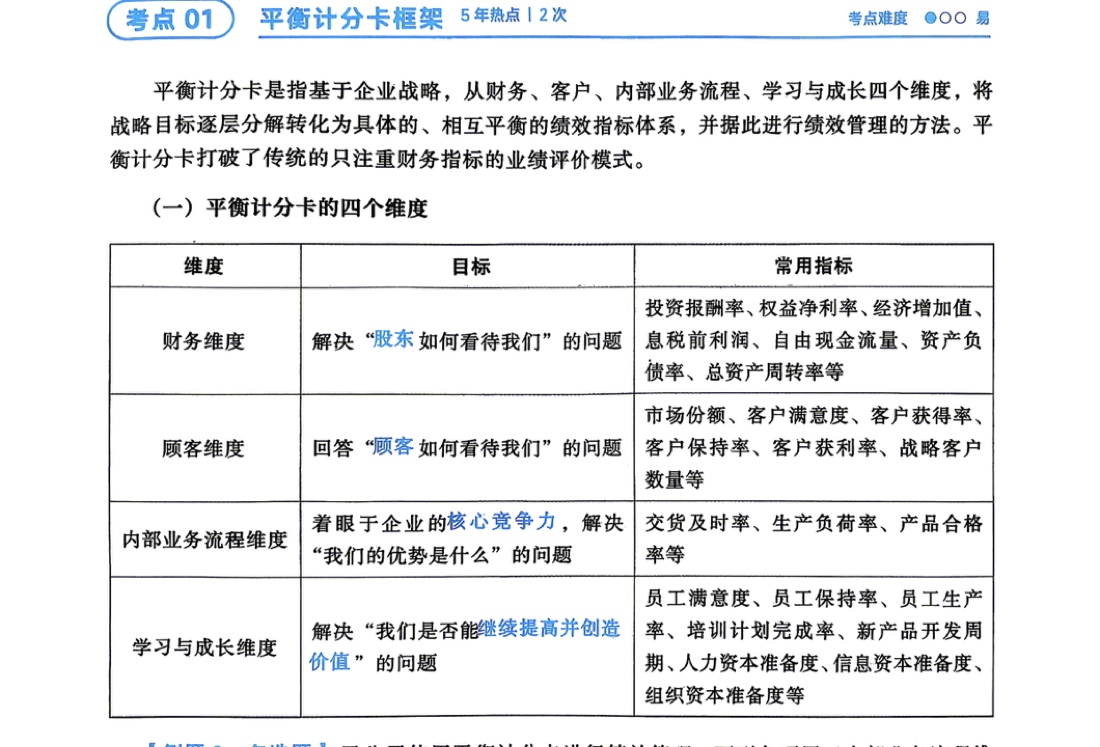 考点 01 平衡计分卡框架 5年热点 | 2次 考点难度 易
平衡计分卡是指基于企业战略，从财务、客户、内部业务流程、学习与成长四个维度，将
战略目标逐层分解转化为具体的、相互平衡的绩效指标体系，并据此进行绩效管理的方法。平
衡计分卡打破了传统的只注重财务指标的业绩评价模式。
（一）平衡计分卡的四个维度
维度 目标 常用指标
财务维度
解决“股东如何看待我们”的问题
投资报酬率、权益净利率、经济增加值、
息税前利润、自由现金流量、资产负
债率、总资产周转率等
顾客维度
回答“顾客如何看待我们”的问题
市场份额、客户满意度、客户获得率、
客户保持率、客户获利率、战略客户
数量等
内部业务流程维度
着眼于企业的核心竞争力，解决
“我们的优势是什么”的问题
交货及时率、生产负荷率、产品合格
率等
学习与成长维度
解决“我们是否能继续提高并创造
价值”的问题
员工满意度、员工保持率、员工生产
率、培训计划完成率、新产品开发周
期、人力资本准备度、信息资本准备度、
组织资本准备度等